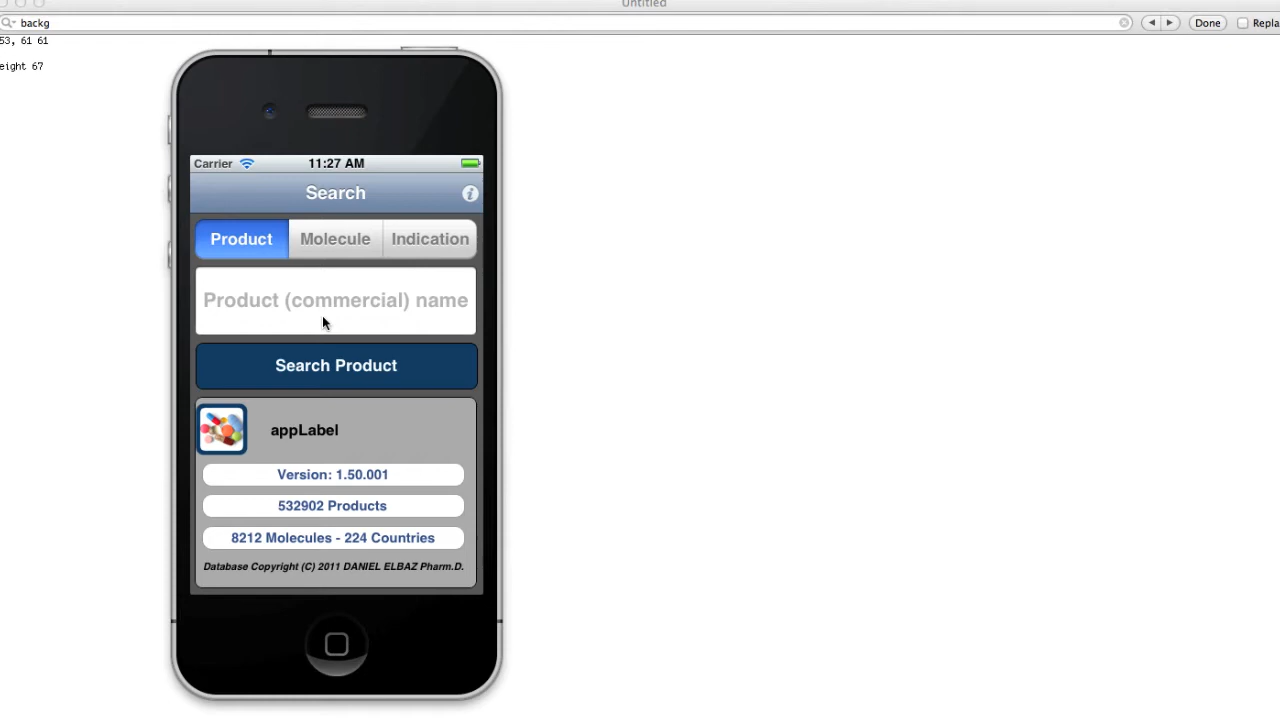 Untitled
backg
Done
Repla
53, 61 61
eight 67
Carrier
11:27 AM
Search
Product
Molecule
Indication
Product (commercial) name
Search Product
appLabel
Version: 1.50.001
532902 Products
8212 Molecules - 224 Countries
Database Copyright (C) 2011 DANIEL ELBAZ Pharm.D.